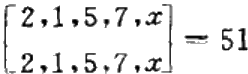 [2,1,5,7,x
2,1,5,7,x] = 51